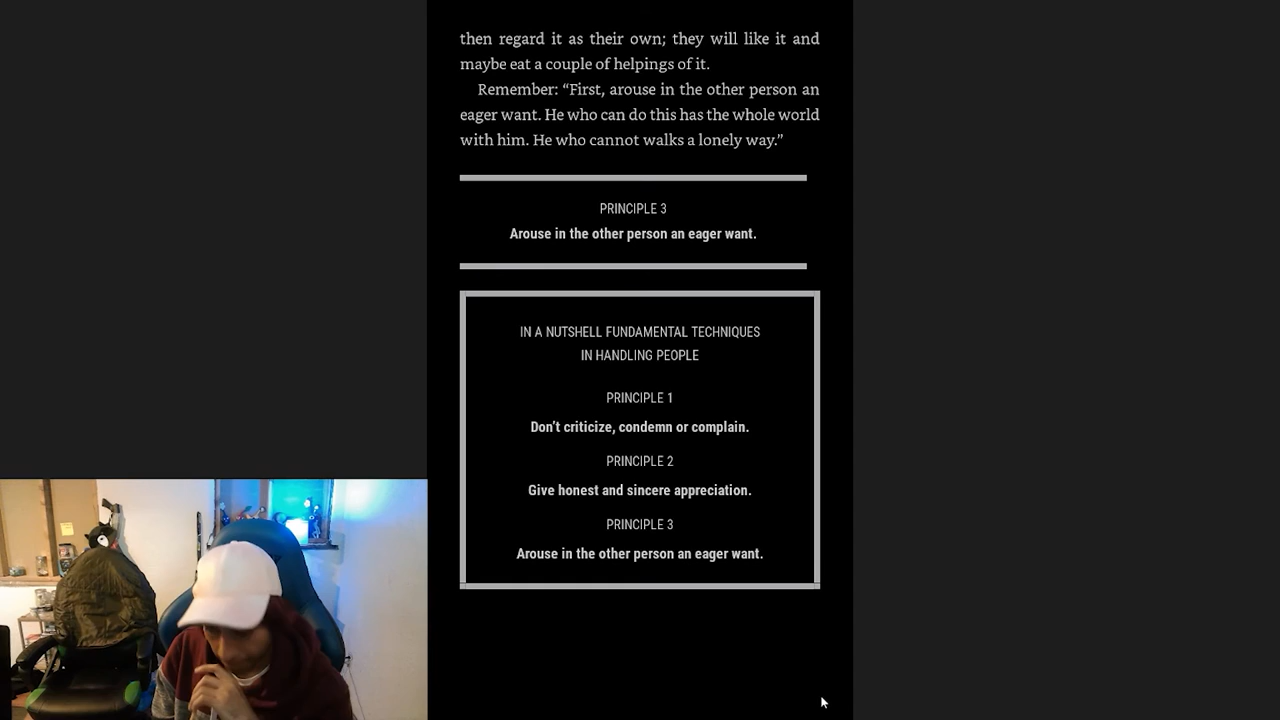 then regard it as their own; they will like it and
maybe eat a couple of helpings of it.
Remember: “First, arouse in the other person an
eager want. He who can do this has the whole world
with him. He who cannot walks a lonely way.”
PRINCIPLE 3
Arouse in the other person an eager want.
IN A NUTSHELL FUNDAMENTAL TECHNIQUES
IN HANDLING PEOPLE
PRINCIPLE 1
Don’t criticize, condemn or complain.
PRINCIPLE 2
Give honest and sincere appreciation.
PRINCIPLE 3
Arouse in the other person an eager want.